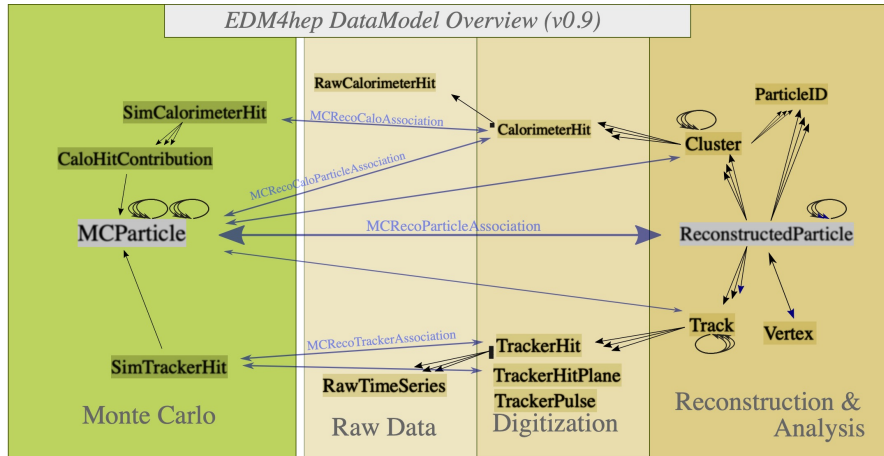 EDM4hep DataModel Overview (v0.9)
RawCalorimeterHit
ParticleID
SimCalorimeterHit
MCRecoCaloAssociation
CalorimeterHit
Cluster
CaloHitContribution
MCRecoCaloParticleAssociation
MCParticle
MCRecoParticleAssociation
ReconstructedParticle
Track
Vertex
MCRecoTrackerAssociation
TrackerHit
SimTrackerHit
RawTimeSeries
TrackerHitPlane
TrackerPulse
Monte Carlo
Raw Data
Digitization
Reconstruction &
Analysis